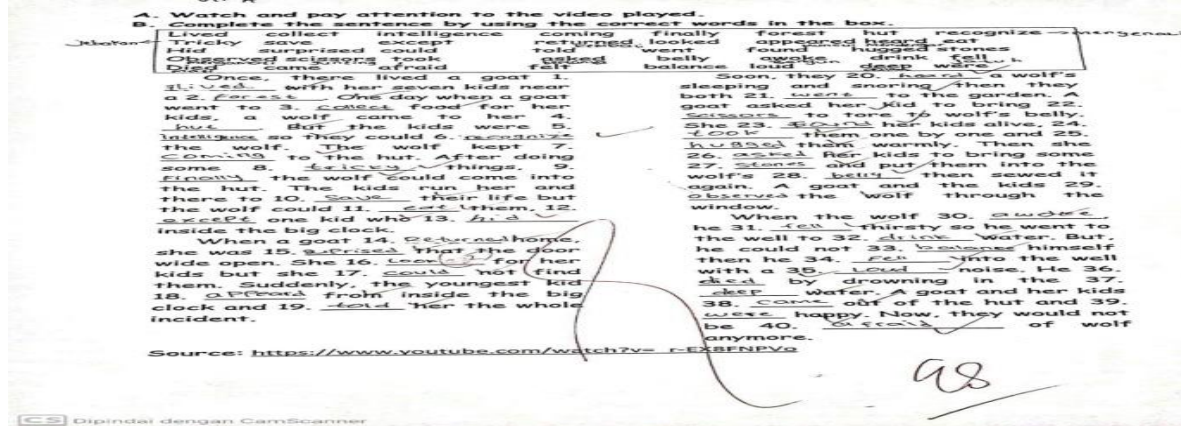 A. Watch and pay attention to the video played.
B. Complete the sentence by using the correct words in the box.
Lived collect intelligence coming finally forest hut recognize
Tricky save except returned looked appeared heard eat
Hid surprised could told went found hugged stones
Observed scissors took asked belly awoke drink fell
Died came afraid felt balance loud deep were
Once, there lived a goat 1.
lived with her seven kids near
a 2. forest. One day when a goat
went to 3. collect food for her
kids, a wolf came to her 4.
hut. But the kids were 5.
intelligence so they could 6. recognize
the wolf. The wolf kept 7.
coming to the hut. After doing
some 8. tricky things, 9.
Finally the wolf could come into
the hut. The kids run her and
there to 10. save their life but
the wolf could 11. eat them, 12.
except one kid who 13. hid
inside the big clock.
When a goat 14. Returned home,
she was 15. suprised that the door
wide open. She 16. for her
kids but she 17. could not find
them. Suddenly, the youngest kid
18. from inside the big
clock and 19. told her the whole
incident.
Soon, they 20. heard a wolf's
sleeping and snoring then they
both 21. went to the garden. A
goat asked her kid to bring 22.
scissors to tore to wolf's belly.
She 23. found her kids alive, 24.
took them one by one and 25.
hugged them warmly. Then she
26. asked her kids to bring some
27. stones and put them into the
wolf's 28. belly then sewed it
again. A goat and the kids 29.
observed the wolf through the
window.
When the wolf 30. awoke,
he 31. fell thirsty so he went to
the well to 32. drink water. But,
he could not 33. balance himself
then he 34. Fell into the well
with a 35. Loud noise. He 36.
died by drowning in the 37.
deep water. A goat and her kids
38. came out of the hut and 39.
were happy. Now, they would not
be 40. afraid of wolf
anymore.
Source: https://www.youtube.com/watch?v=_r-EX8FNPVo
98
CS Dipindai dengan CamScanner